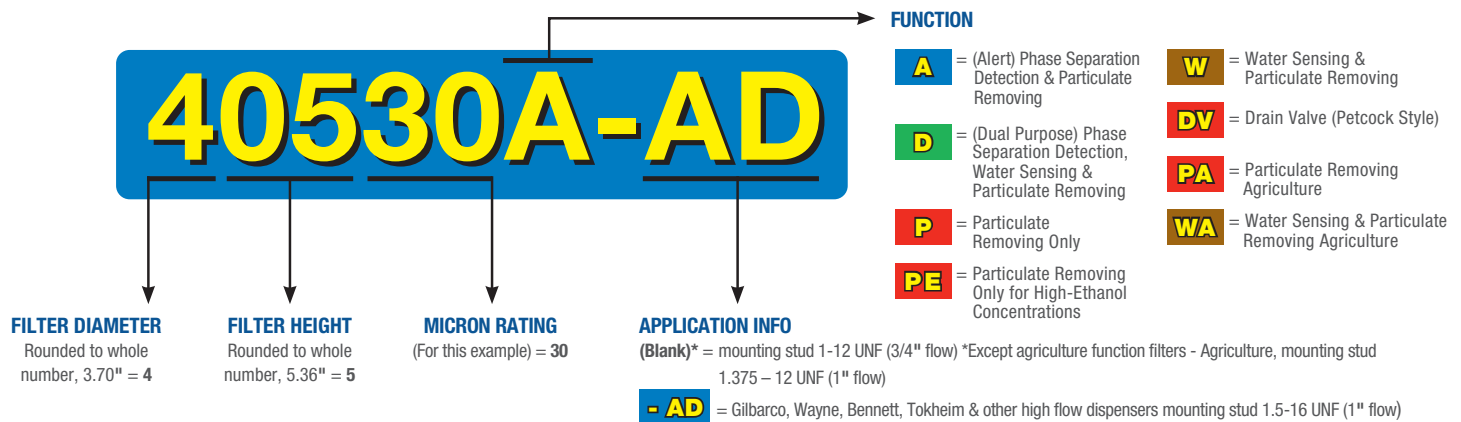 FUNCTION
40530A-AD
A = (Alert) Phase Separation
Detection & Particulate
Removing
D = (Dual Purpose) Phase
Separation Detection,
Water Sensing &
Particulate Removing
P = Particulate
Removing Only
PE = Particulate Removing
Only for High-Ethanol
Concentrations
W = Water Sensing &
Particulate Removing
DV = Drain Valve (Petcock Style)
PA = Particulate Removing
Agriculture
WA = Water Sensing & Particulate
Removing Agriculture
FILTER DIAMETER
Rounded to whole
number, 3.70" = 4
FILTER HEIGHT
Rounded to whole
number, 5.36" = 5
MICRON RATING
(For this example) = 30
APPLICATION INFO
(Blank)* = mounting stud 1-12 UNF (3/4" flow) *Except agriculture function filters - Agriculture, mounting stud
1.375 – 12 UNF (1" flow)
- AD = Gilbarco, Wayne, Bennett, Tokheim & other high flow dispensers mounting stud 1.5-16 UNF (1" flow)